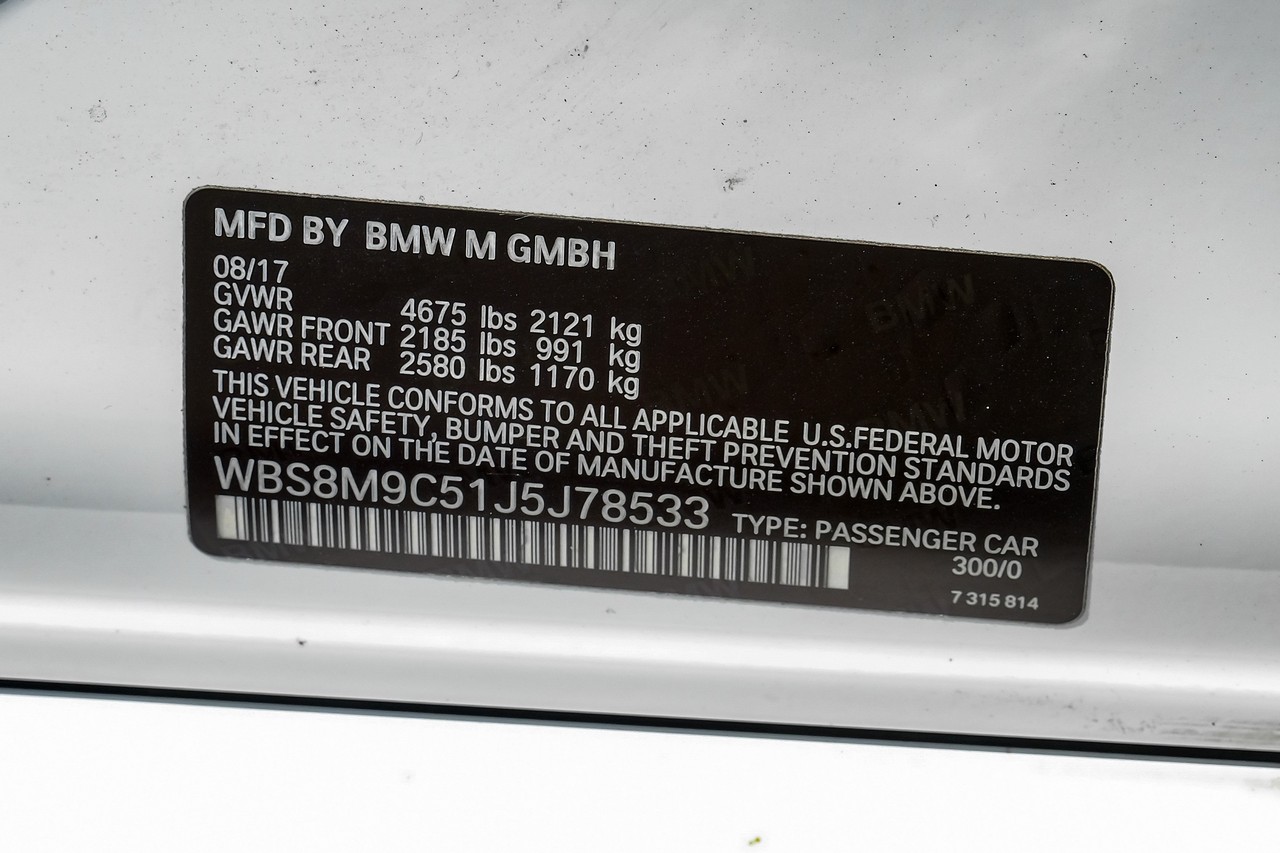 MFD BY BMW M GMBH
08/17
GVWR 4675 lbs 2121 kg
GAWR FRONT 2185 lbs 991 kg
GAWR REAR 2580 lbs 1170 kg
THIS VEHICLE CONFORMS TO ALL APPLICABLE U.S.FEDERAL MOTOR
VEHICLE SAFETY, BUMPER AND THEFT PREVENTION STANDARDS
IN EFFECT ON THE DATE OF MANUFACTURE SHOWN ABOVE.
WBS8M9C51J5J78533 TYPE: PASSENGER CAR
300/0
7 315 814